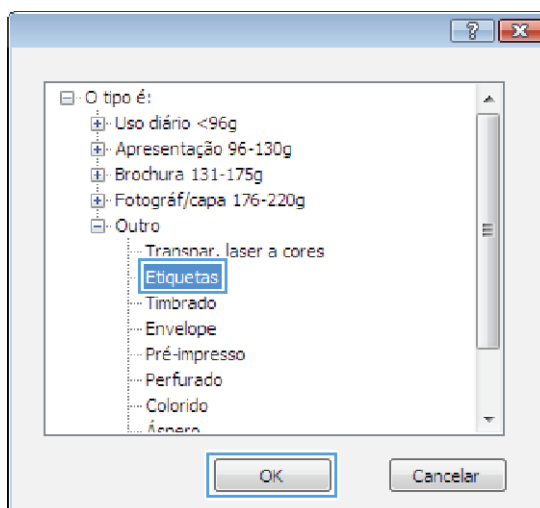 O tipo é:
Uso diário <96g
Apresentação 96-130g
Brochura 131-175g
Fotográf/capa 176-220g
Outro
Transpar. laser a cores
Etiquetas
Timbrado
Envelope
Pré-impresso
Perfurado
Colorido
Áspero
OK Cancelar